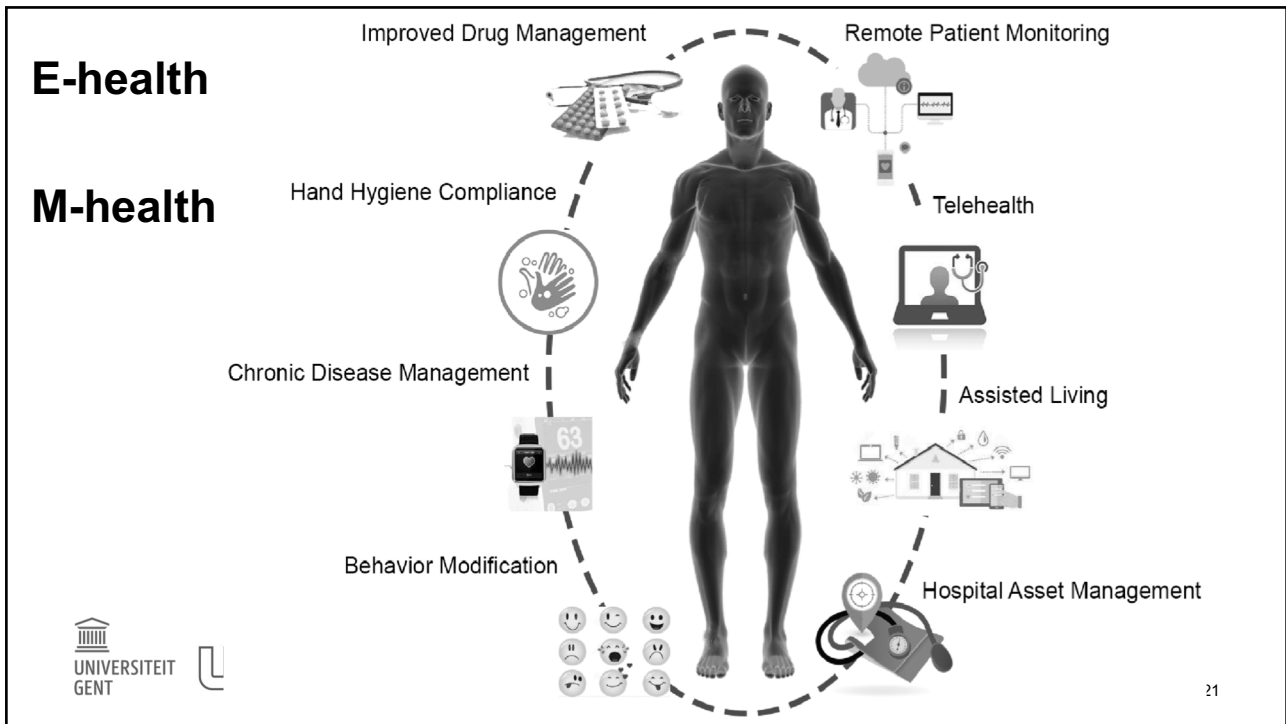 E-health
M-health
Improved Drug Management
Remote Patient Monitoring
Hand Hygiene Compliance
Telehealth
Chronic Disease Management
63
Assisted Living
Behavior Modification
Hospital Asset Management
UNIVERSITEIT
GENT
21